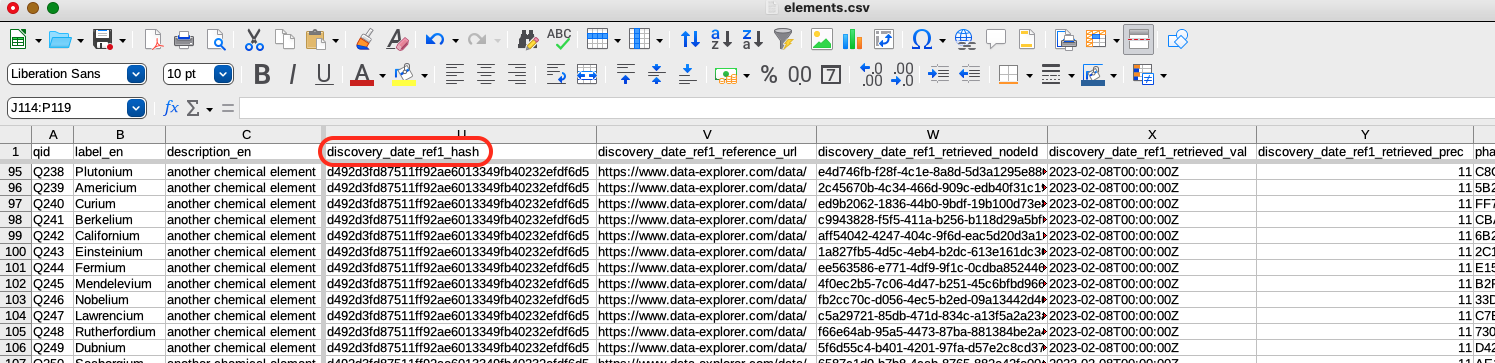 elements.csv
ABC
Liberation Sans 10 pt B I U A % 00 7 .0 .00
J114:P119 fx Σ =
A B C U V W X Y
1 qid label_en description_en discovery_date_ref1_hash discovery_date_ref1_reference_url discovery_date_ref1_retrieved_nodeId discovery_date_ref1_retrieved_val discovery_date_ref1_retrieved_prec pha
95 Q238 Plutonium another chemical element d492d3fd87511ff92ae6013349fb40232efdf6d5 https://www.data-explorer.com/data/ e4d746fb-f28f-4c1e-8a8d-5d3a1295e88 2023-02-08T00:00:00Z 11 C8
96 Q239 Americium another chemical element d492d3fd87511ff92ae6013349fb40232efdf6d5 https://www.data-explorer.com/data/ 2c45670b-4c34-466d-909c-edb40f31c1 2023-02-08T00:00:00Z 11 5B2
97 Q240 Curium another chemical element d492d3fd87511ff92ae6013349fb40232efdf6d5 https://www.data-explorer.com/data/ ed9b2062-1836-44b0-9bdf-19b100d73e 2023-02-08T00:00:00Z 11 FF7
98 Q241 Berkelium another chemical element d492d3fd87511ff92ae6013349fb40232efdf6d5 https://www.data-explorer.com/data/ c9943828-f5f5-411a-b256-b118d29a5bf 2023-02-08T00:00:00Z 11 CB
99 Q242 Californium another chemical element d492d3fd87511ff92ae6013349fb40232efdf6d5 https://www.data-explorer.com/data/ aff54042-4247-404c-9f6d-eac5d20d3a1 2023-02-08T00:00:00Z 11 6B2
100 Q243 Einsteinium another chemical element d492d3fd87511ff92ae6013349fb40232efdf6d5 https://www.data-explorer.com/data/ 1a827fb5-4d5c-4eb4-b2dc-613e161dc3 2023-02-08T00:00:00Z 11 2C1
101 Q244 Fermium another chemical element d492d3fd87511ff92ae6013349fb40232efdf6d5 https://www.data-explorer.com/data/ ee563586-e771-4df9-9f1c-0cdba852446 2023-02-08T00:00:00Z 11 E15
102 Q245 Mendelevium another chemical element d492d3fd87511ff92ae6013349fb40232efdf6d5 https://www.data-explorer.com/data/ 4f0ec2b5-7c06-4d47-b251-45c6bfbd96 2023-02-08T00:00:00Z 11 B2F
103 Q246 Nobelium another chemical element d492d3fd87511ff92ae6013349fb40232efdf6d5 https://www.data-explorer.com/data/ fb2cc70c-d056-4ec5-b2ed-09a13442d4 2023-02-08T00:00:00Z 11 33D
104 Q247 Lawrencium another chemical element d492d3fd87511ff92ae6013349fb40232efdf6d5 https://www.data-explorer.com/data/ c5a29721-85db-471d-834c-a13f5a2a23 2023-02-08T00:00:00Z 11 C7E
105 Q248 Rutherfordium another chemical element d492d3fd87511ff92ae6013349fb40232efdf6d5 https://www.data-explorer.com/data/ f66e64ab-95a5-4473-87ba-881384be2a 2023-02-08T00:00:00Z 11 730
106 Q249 Dubnium another chemical element d492d3fd87511ff92ae6013349fb40232efdf6d5 https://www.data-explorer.com/data/ 5f6d55c4-b401-4201-97fa-d57e2c8cd37 2023-02-08T00:00:00Z 11 D42